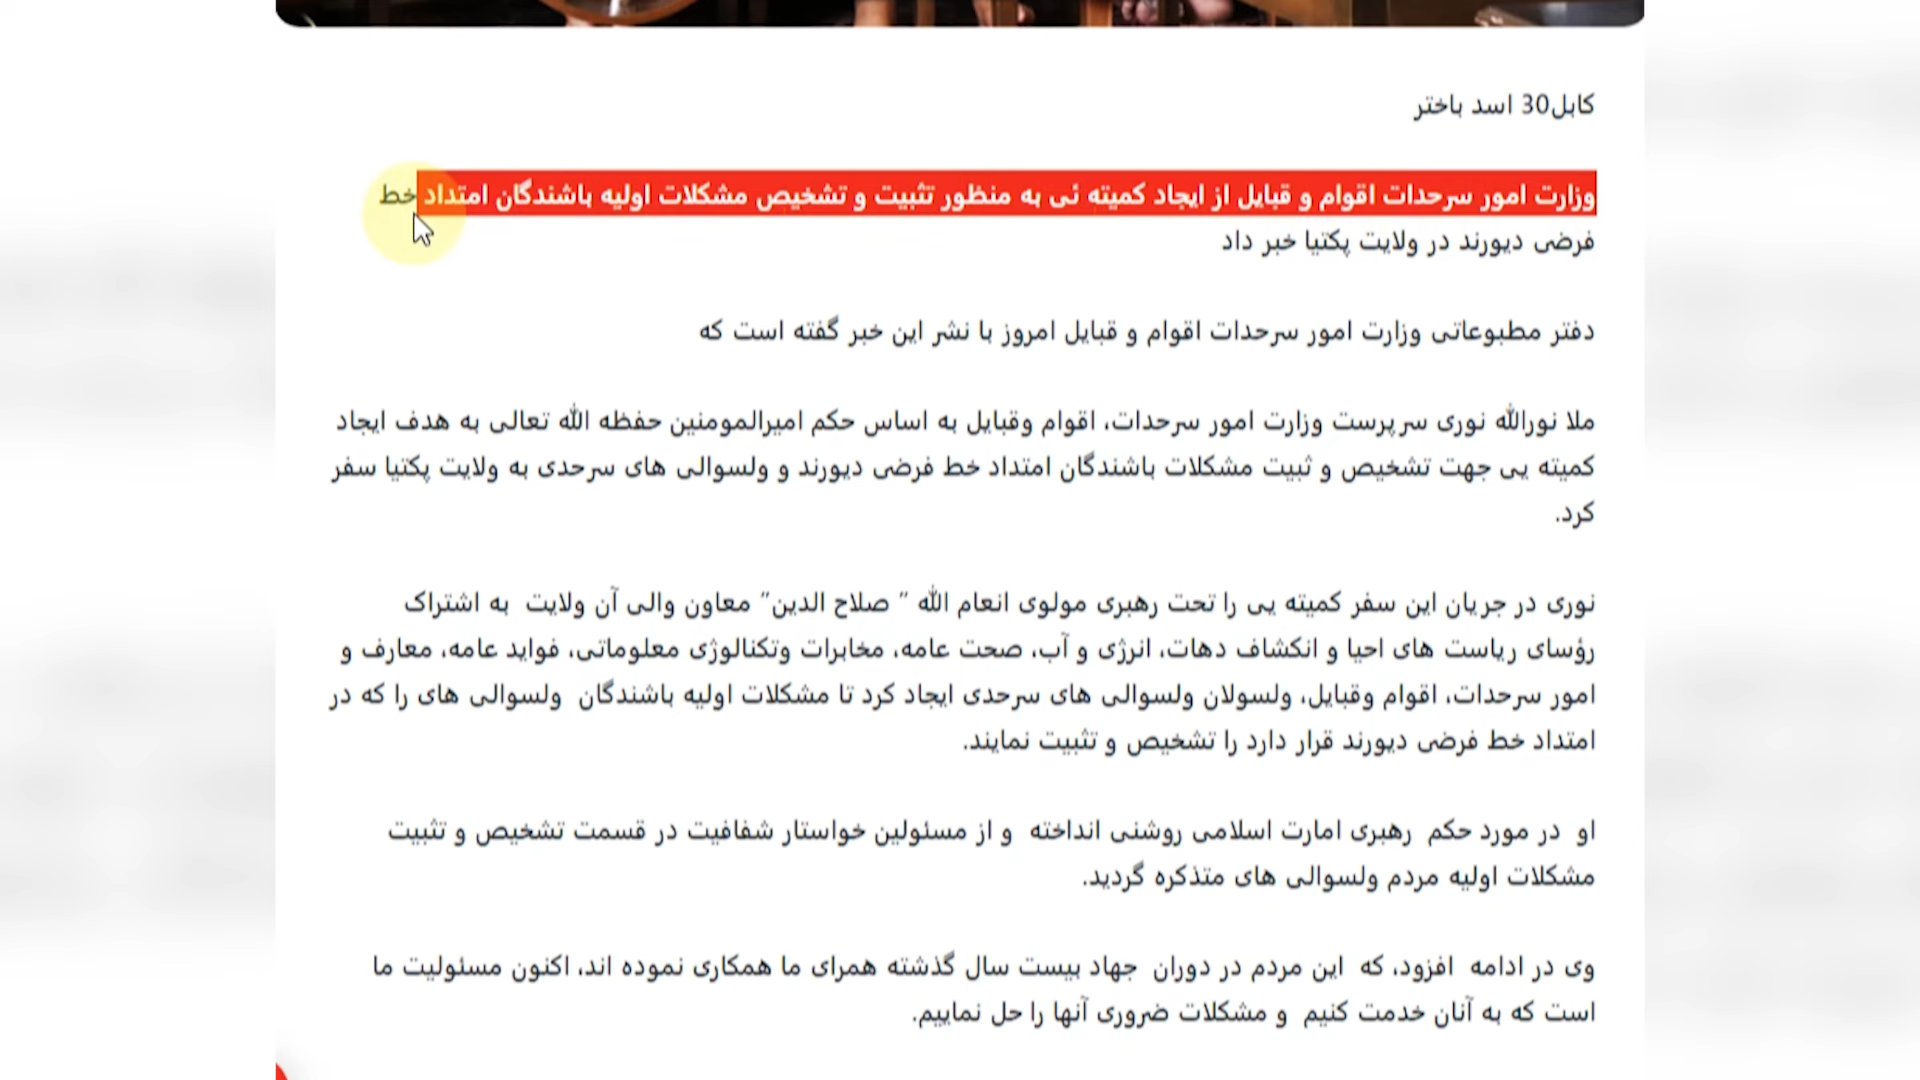 کابل30 اسد باختر
وزارت امور سرحدات اقوام و قبایل از ایجاد کمیته ئی به منظور تثبیت و تشخیص مشکلات اولیه باشندگان امتداد خط
فرضی دیورند در ولایت پکتیا خبر داد
دفتر مطبوعاتی وزارت امور سرحدات اقوام و قبایل امروز با نشر این خبر گفته است که
ملا نورالله نوری سرپرست وزارت امور سرحدات، اقوام وقبایل به اساس حکم امیرالمومنین حفظه الله تعالی به هدف ایجاد
کمیته یی جهت تشخیص و ثبیت مشکلات باشندگان امتداد خط فرضی دیورند و ولسوالی های سرحدی به ولایت پکتیا سفر
کرد.
نوری در جریان این سفر کمیته یی را تحت رهبری مولوی انعام الله ″ صلاح الدین″ معاون والی آن ولایت به اشتراک
رؤسای ریاست های احیا و انکشاف دهات، انرژی و آب، صحت عامه، مخابرات وتکنالوژی معلوماتی، فواید عامه، معارف و
امور سرحدات، اقوام وقبایل، ولسولان ولسوالی های سرحدی ایجاد کرد تا مشکلات اولیه باشندگان ولسوالی های را که در
امتداد خط فرضی دیورند قرار دارد را تشخیص و تثبیت نمایند.
او در مورد حکم رهبری امارت اسلامی روشنی انداخته و از مسئولین خواستار شفافیت در قسمت تشخیص و تثبیت
مشکلات اولیه مردم ولسوالی های متذکره گردید.
وی در ادامه افزود، که این مردم در دوران جهاد بیست سال گذشته همرای ما همکاری نموده اند، اکنون مسئولیت ما
است که به آنان خدمت کنیم و مشکلات ضروری آنها را حل نماییم.